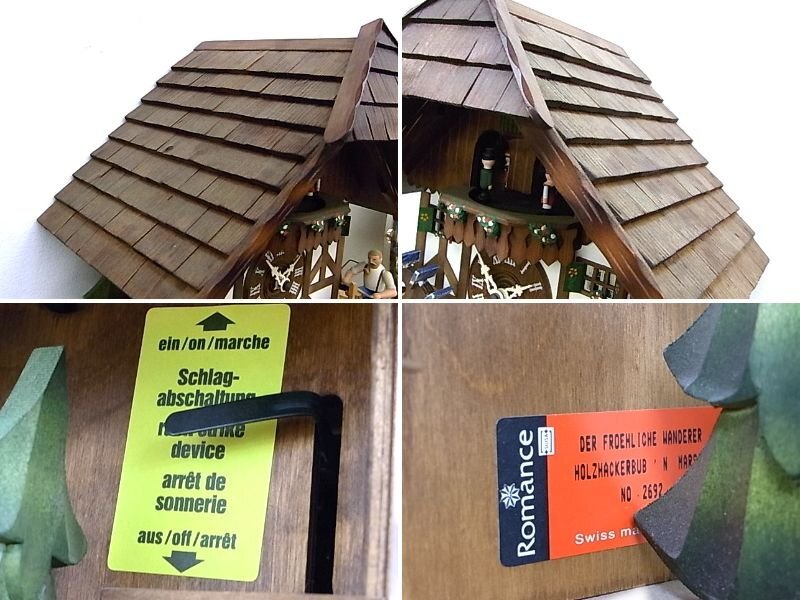 ein/on/marche
Schlag-
abschaltung
device
arrêt de
sonnerie
aus/off/arrêt
Romance
DER FROEHLICHE WANDERER
HOLZHACKERBUB'N
NO.2692
Swiss